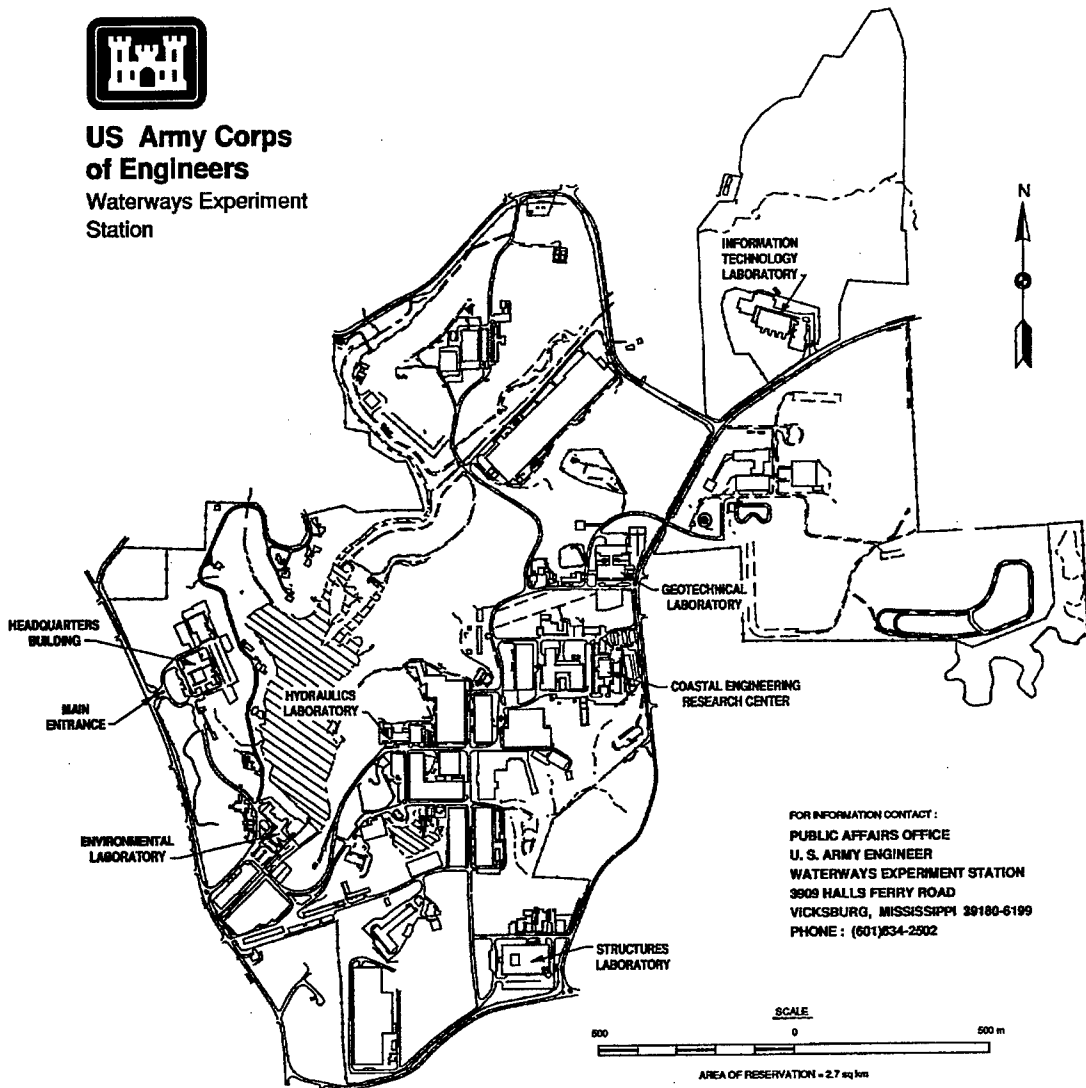 US Army Corps
of Engineers
Waterways Experiment
Station
N
INFORMATION
TECHNOLOGY
LABORATORY
GEOTECHNICAL
LABORATORY
HEADQUARTERS
BUILDING
MAIN
ENTRANCE
HYDRAULICS
LABORATORY
COASTAL ENGINEERING
RESEARCH CENTER
ENVIRONMENTAL
LABORATORY
STRUCTURES
LABORATORY
FOR INFORMATION CONTACT :
PUBLIC AFFAIRS OFFICE
U. S. ARMY ENGINEER
WATERWAYS EXPERIMENT STATION
3909 HALLS FERRY ROAD
VICKSBURG, MISSISSIPPI 39180-6199
PHONE : (601)634-2502
SCALE
500 0 500 m
AREA OF RESERVATION = 2.7 sq km